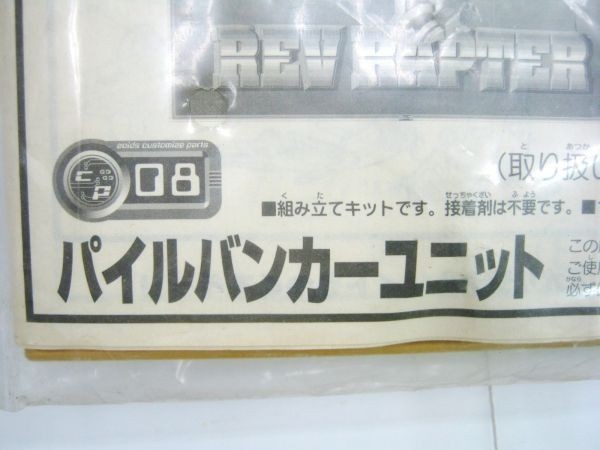 REV RAPTER
zoids customize parts
CP 08
(取り扱
■組み立てキットです。接着剤は不要です。■
パイルバンカーユニット
この
ご使
必ず